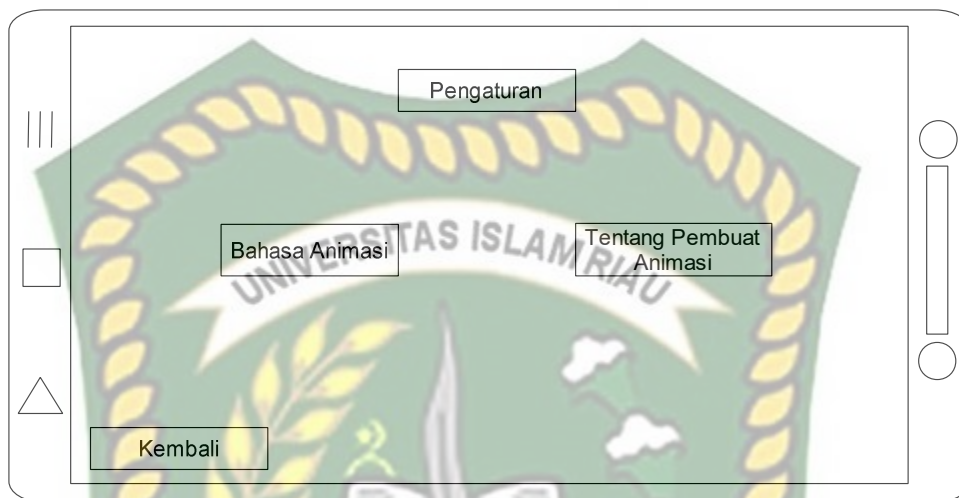 Pengaturan
UNIVERSITAS ISLAM RIAU
Bahasa Animasi
Tentang Pembuat
Animasi
Kembali